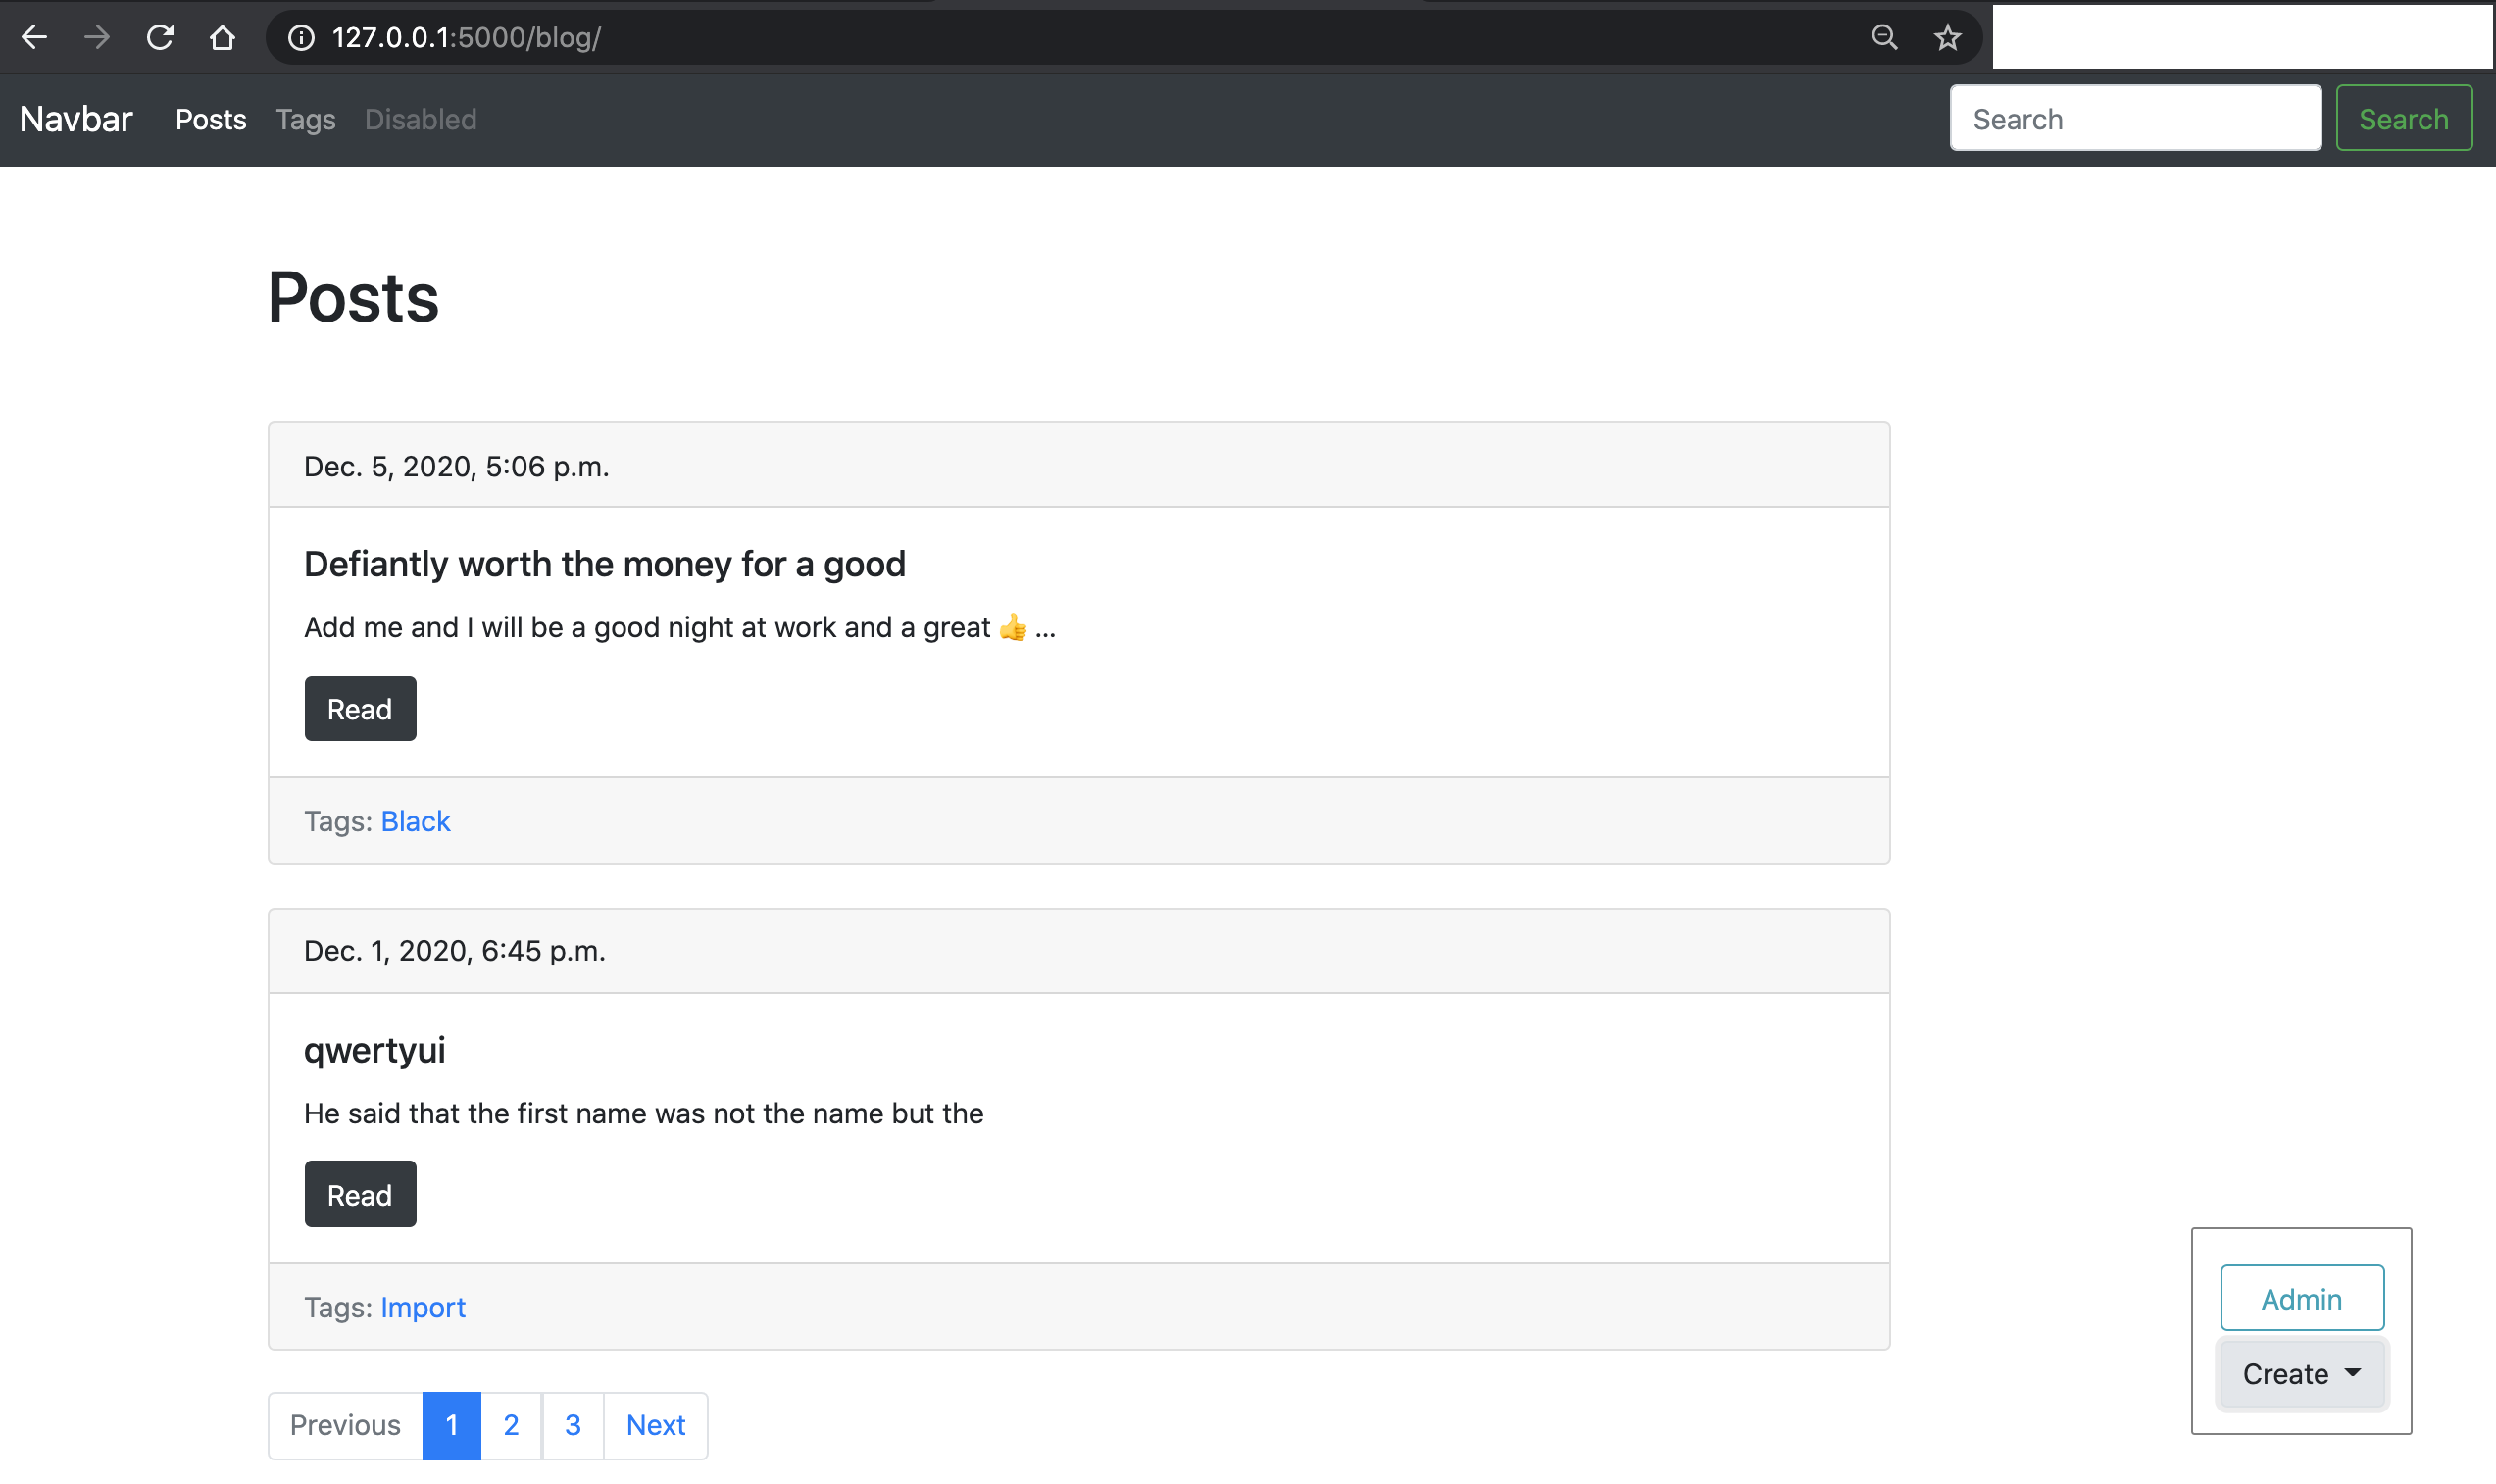 127.0.0.1:5000/blog/
Navbar Posts Tags Disabled Search Search
Posts
Dec. 5, 2020, 5:06 p.m.
Defiantly worth the money for a good
Add me and I will be a good night at work and a great 👍 ...
Read
Tags: Black
Dec. 1, 2020, 6:45 p.m.
qwertyui
He said that the first name was not the name but the
Read
Tags: Import
Admin
Create
Previous 1 2 3 Next